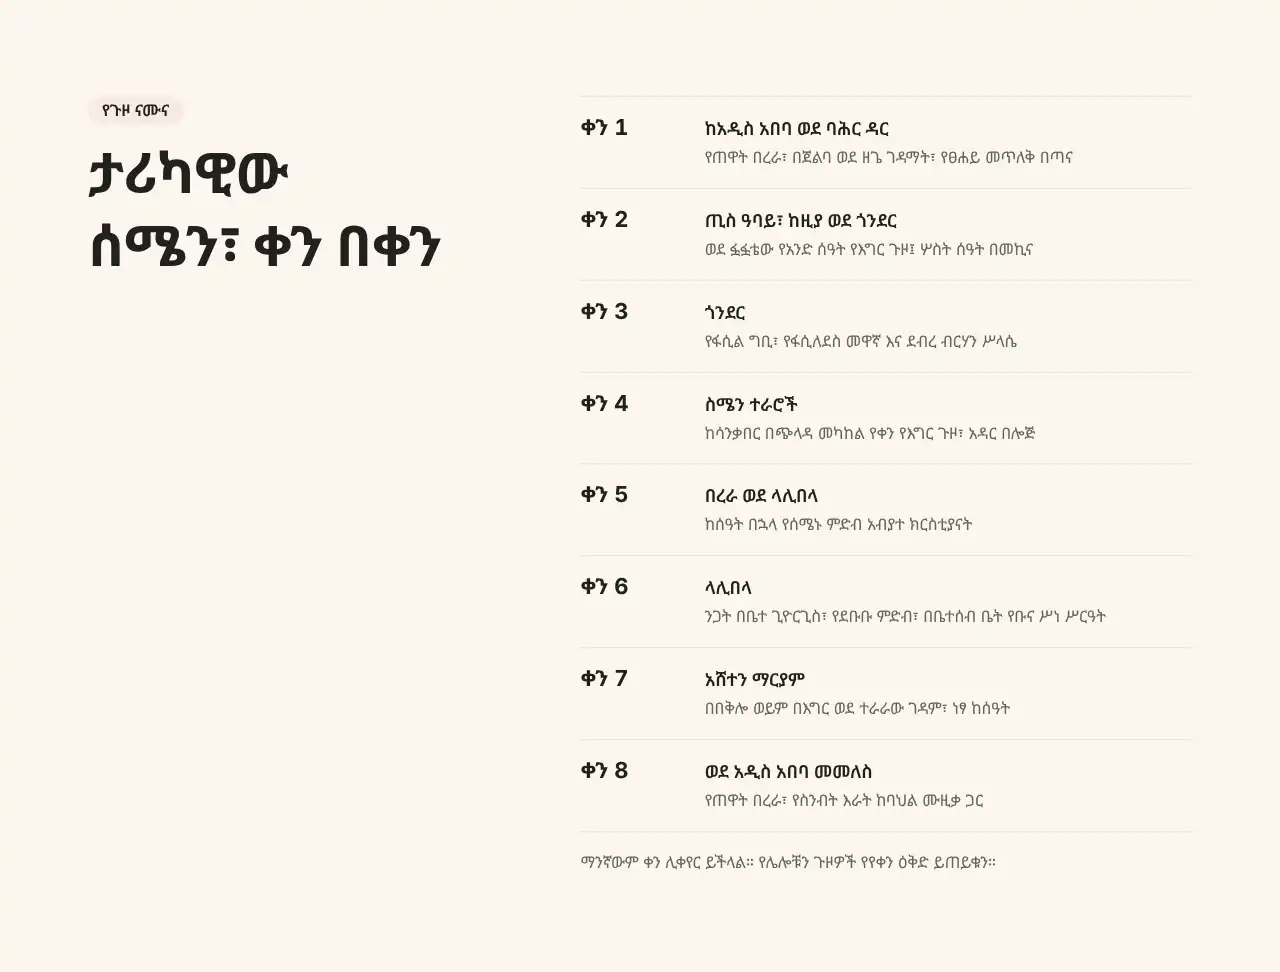 የጉዞ ናሙና
ታሪካዊው
ሰሜን፣ ቀን በቀን
ቀን 1
ከአዲስ አበባ ወደ ባሕር ዳር
የጠዋት በረራ፣ በጀልባ ወደ ዘጌ ገዳማት፣ የፀሐይ መጥለቅ በጣና
ቀን 2
ጢስ ዓባይ፣ ከዚያ ወደ ጎንደር
ወደ ፏፏቴው የአንድ ሰዓት የእግር ጉዞ፤ ሦስት ሰዓት በመኪና
ቀን 3
ጎንደር
የፋሲል ግቢ፣ የፋሲለደስ መዋኛ እና ደብረ ብርሃን ሥላሴ
ቀን 4
ስሜን ተራሮች
ከሳንቃበር በጭላዳ መካከል የቀን የእግር ጉዞ፣ አዳር በሎጅ
ቀን 5
በረራ ወደ ላሊበላ
ከሰዓት በኋላ የሰሜኑ ምድብ አብያተ ክርስቲያናት
ቀን 6
ላሊበላ
ንጋት በቤተ ጊዮርጊስ፣ የደቡቡ ምድብ፣ በቤተሰብ ቤት የቡና ሥነ ሥርዓት
ቀን 7
አሸተን ማርያም
በበቅሎ ወይም በእግር ወደ ተራራው ገዳም፣ ነፃ ከሰዓት
ቀን 8
ወደ አዲስ አበባ መመለስ
የጠዋት በረራ፣ የስንብት እራት ከባህል ሙዚቃ ጋር
ማንኛውም ቀን ሊቀየር ይችላል። የሌሎቹን ጉዞዎች የየቀን ዕቅድ ይጠይቁን።